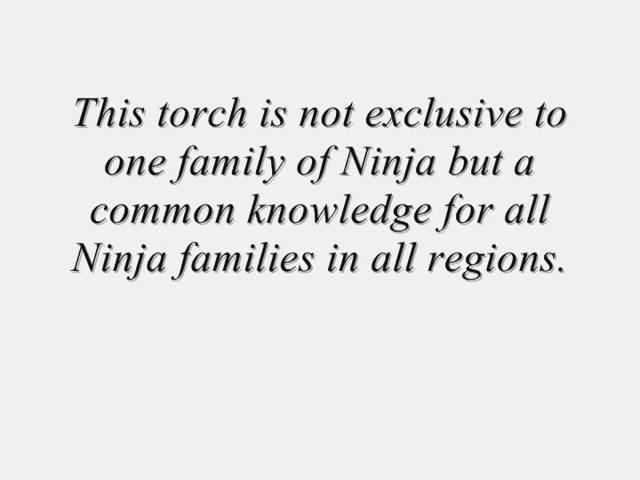 This torch is not exclusive to
one family of Ninja but a
common knowledge for all
Ninja families in all regions.